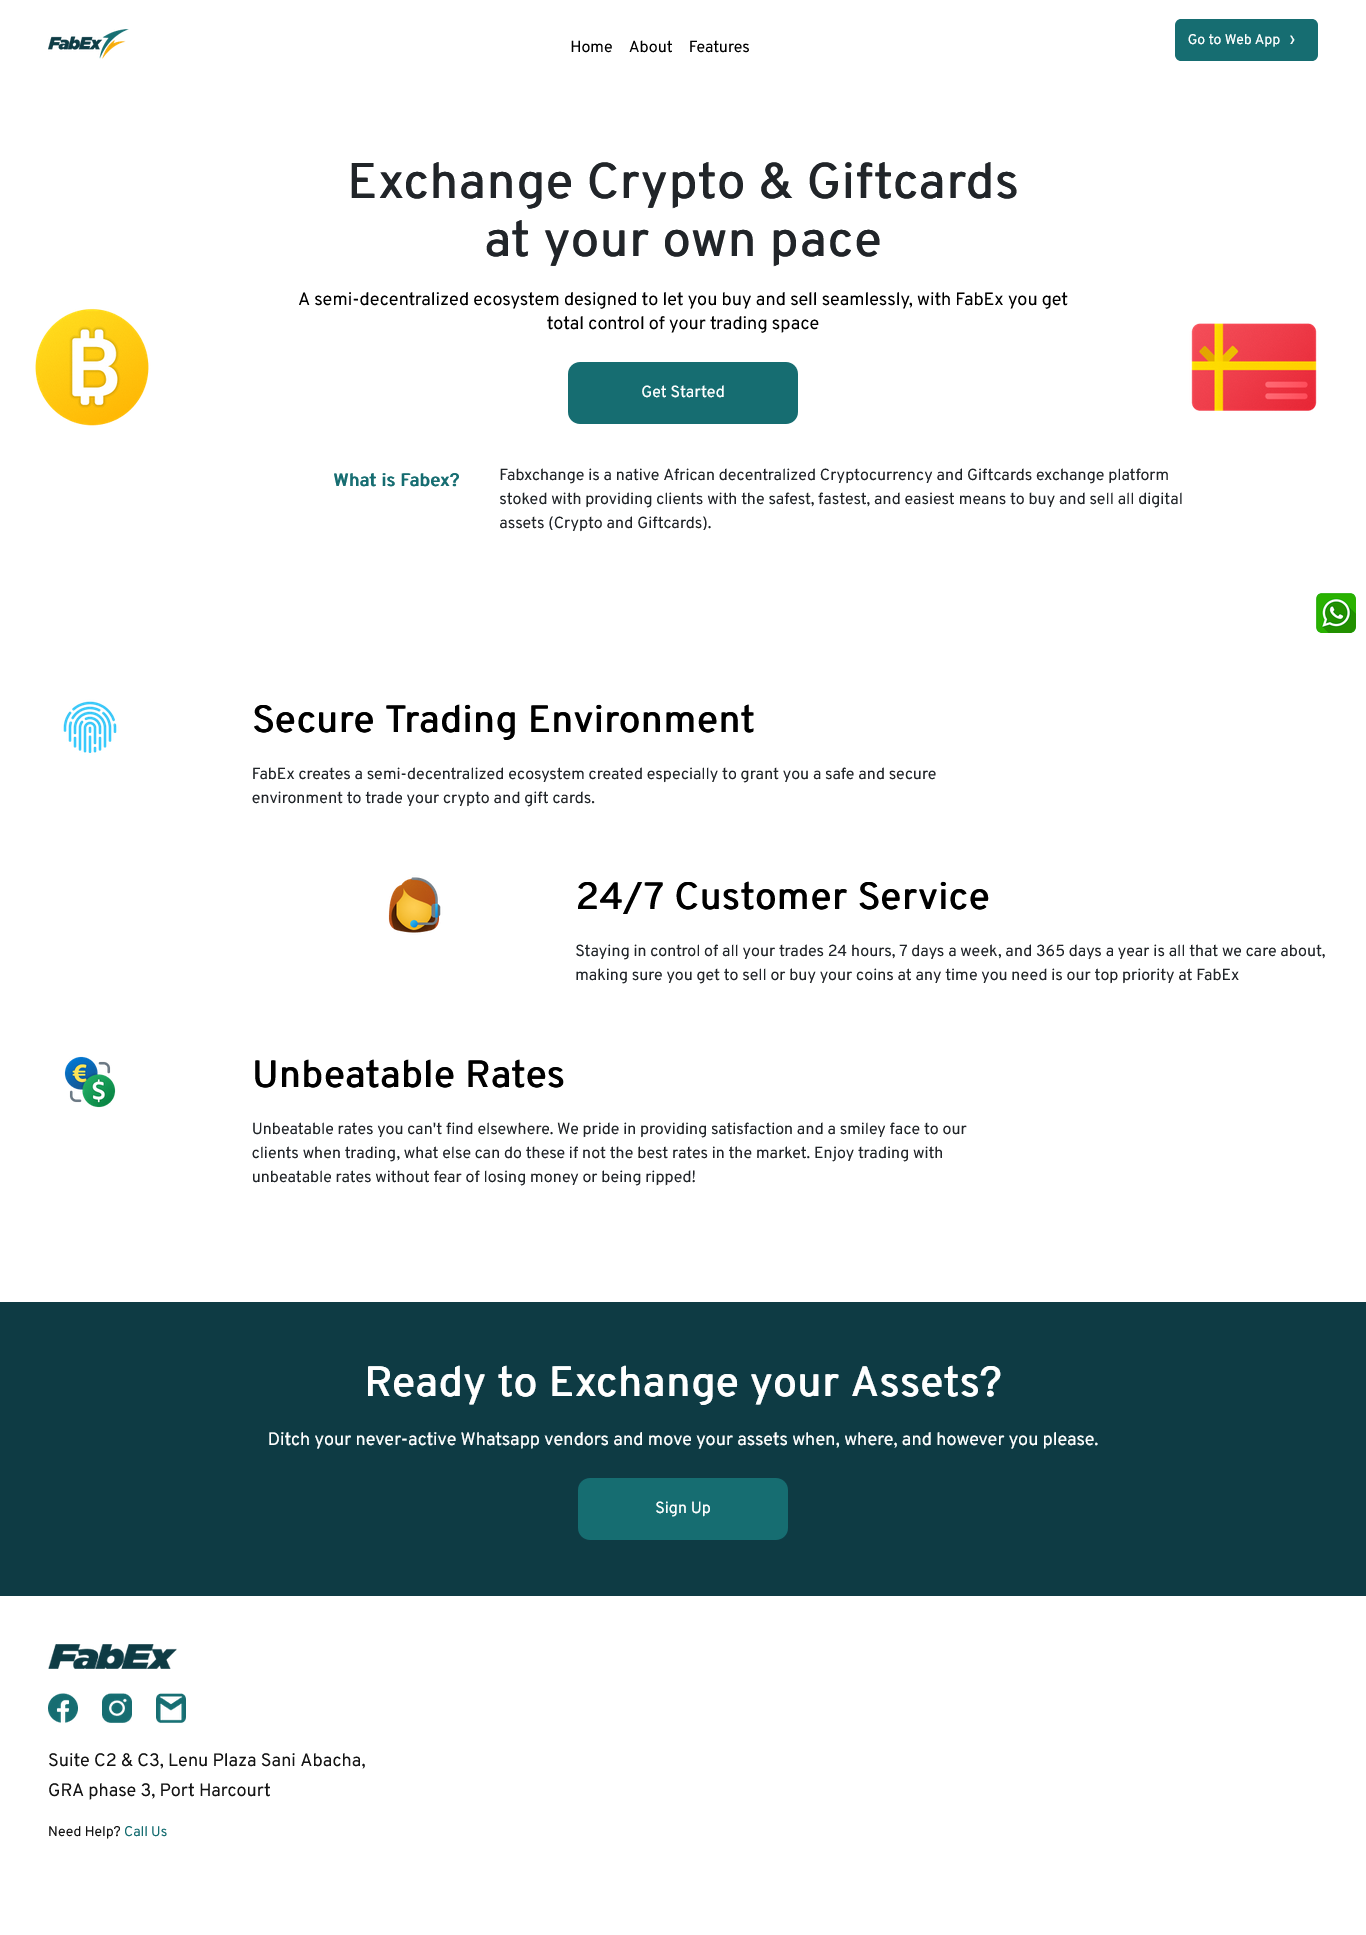 FabEx
Home About Features
Go to Web App ›
Exchange Crypto & Giftcards
at your own pace
A semi-decentralized ecosystem designed to let you buy and sell seamlessly, with FabEx you get
total control of your trading space
Get Started
What is Fabex?
Fabxchange is a native African decentralized Cryptocurrency and Giftcards exchange platform
stoked with providing clients with the safest, fastest, and easiest means to buy and sell all digital
assets (Crypto and Giftcards).
Secure Trading Environment
FabEx creates a semi-decentralized ecosystem created especially to grant you a safe and secure
environment to trade your crypto and gift cards.
24/7 Customer Service
Staying in control of all your trades 24 hours, 7 days a week, and 365 days a year is all that we care about,
making sure you get to sell or buy your coins at any time you need is our top priority at FabEx
Unbeatable Rates
Unbeatable rates you can't find elsewhere. We pride in providing satisfaction and a smiley face to our
clients when trading, what else can do these if not the best rates in the market. Enjoy trading with
unbeatable rates without fear of losing money or being ripped!
Ready to Exchange your Assets?
Ditch your never-active Whatsapp vendors and move your assets when, where, and however you please.
Sign Up
FabEx
Suite C2 & C3, Lenu Plaza Sani Abacha,
GRA phase 3, Port Harcourt
Need Help? Call Us